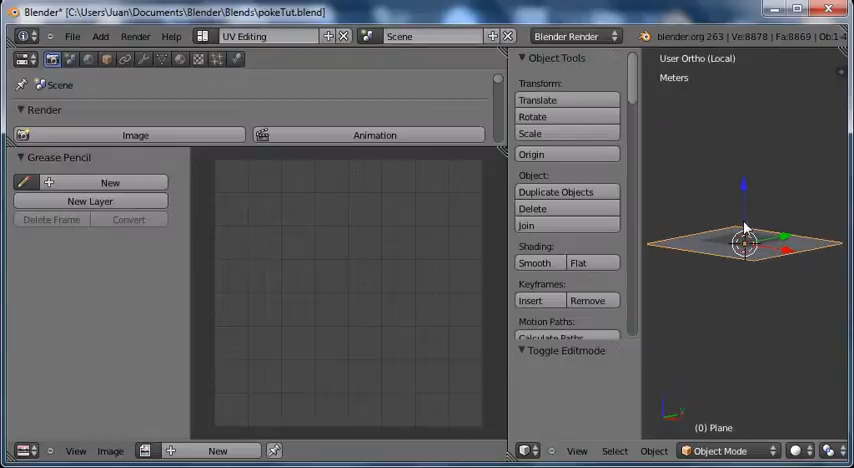 Blender* [C:\Users\Juan\Documents\Blender\Blends\pokeTut.blend]
File Add Render Help UV Editing Scene Blender Render blender.org 263 | Ve:8878 | Fa:8869 | Ob:1-4
Scene
Render
Image Animation
Grease Pencil
New
New Layer
Delete Frame Convert
View Image New
Object Tools
Transform:
Translate
Rotate
Scale
Origin
Object:
Duplicate Objects
Delete
Join
Shading:
Smooth Flat
Keyframes:
Insert Remove
Motion Paths:
Calculate Paths
Toggle Editmode
User Ortho (Local)
Meters
(0) Plane
View Select Object Object Mode